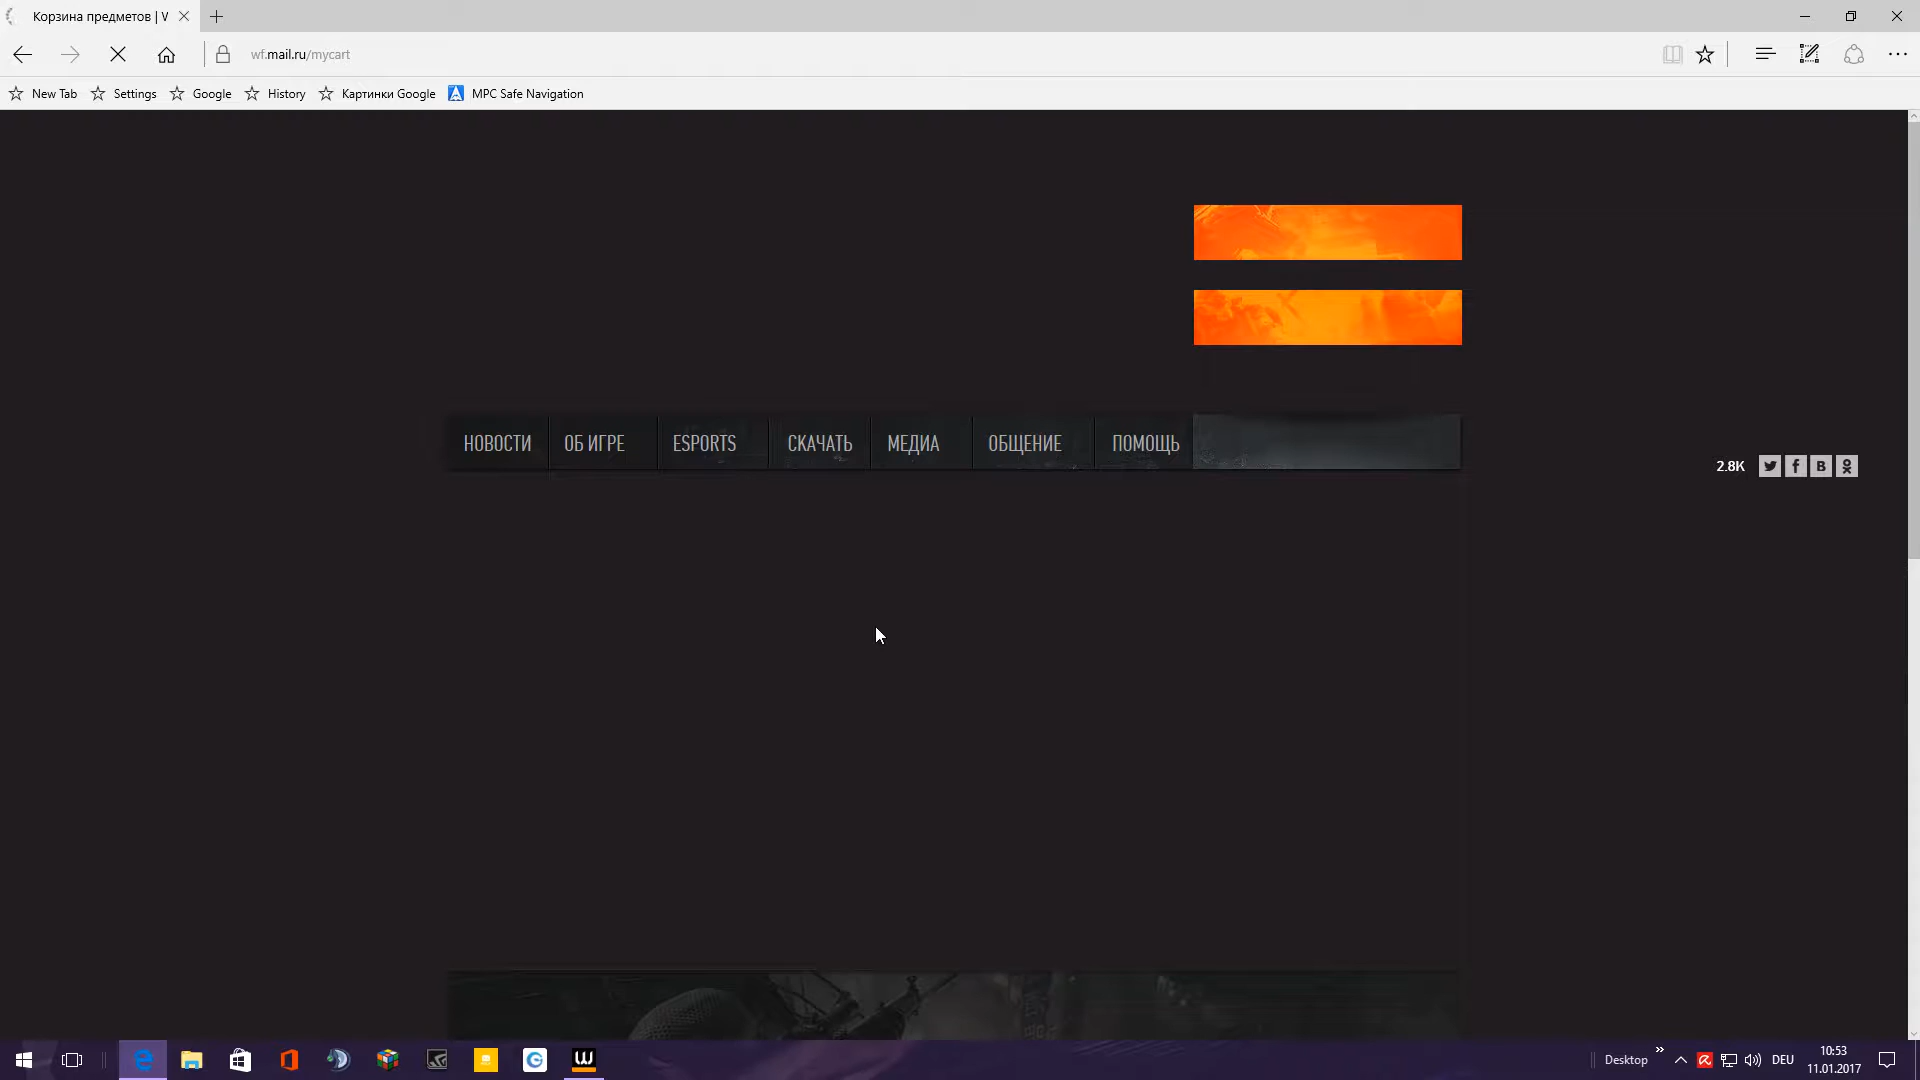 Корзина предметов | V
wf.mail.ru/mycart
New Tab Settings Google History Картинки Google MPC Safe Navigation
НОВОСТИ ОБ ИГРЕ ESPORTS СКАЧАТЬ МЕДИА ОБЩЕНИЕ ПОМОЩЬ
2.8K
Desktop DEU 10:53
11.01.2017